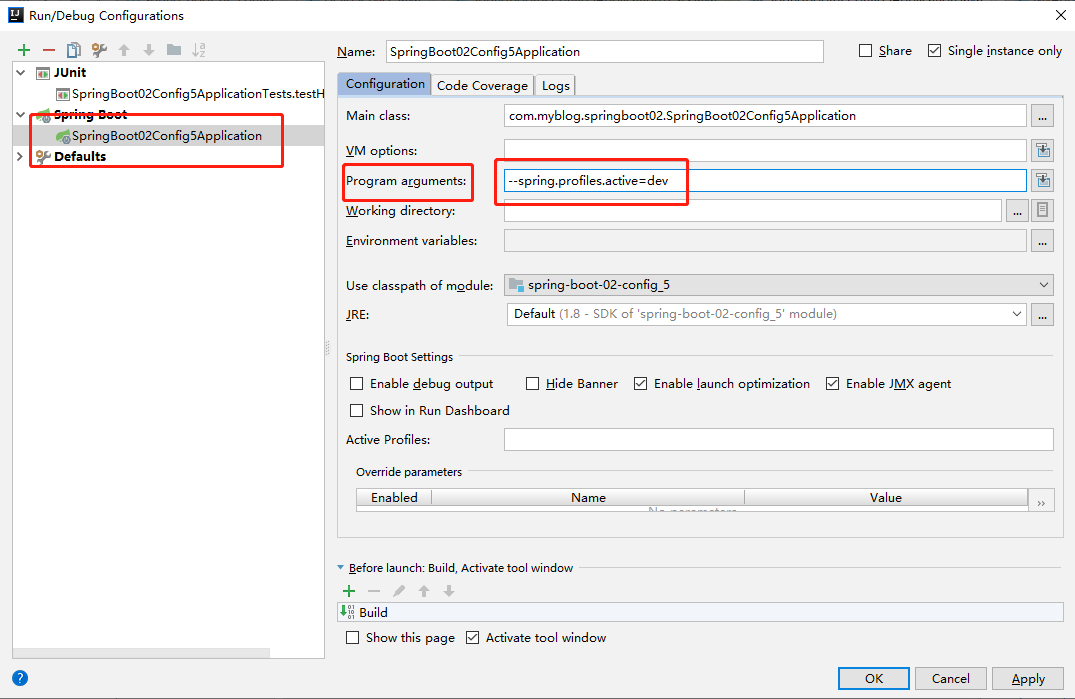 Run/Debug Configurations
Name: SpringBoot02Config5Application
Share
Single instance only
JUnit
SpringBoot02Config5ApplicationTests.testH
Spring Boot
SpringBoot02Config5Application
Defaults
Configuration
Code Coverage
Logs
Main class: com.myblog.springboot02.SpringBoot02Config5Application ...
VM options:
Program arguments: --spring.profiles.active=dev
Working directory: ...
Environment variables: ...
Use classpath of module: spring-boot-02-config_5
JRE: Default (1.8 - SDK of 'spring-boot-02-config_5' module) ...
Spring Boot Settings
Enable debug output
Hide Banner
Enable launch optimization
Enable JMX agent
Show in Run Dashboard
Active Profiles:
Override parameters
Enabled Name Value
No parameters
Before launch: Build, Activate tool window
Build
Show this page
Activate tool window
OK Cancel Apply